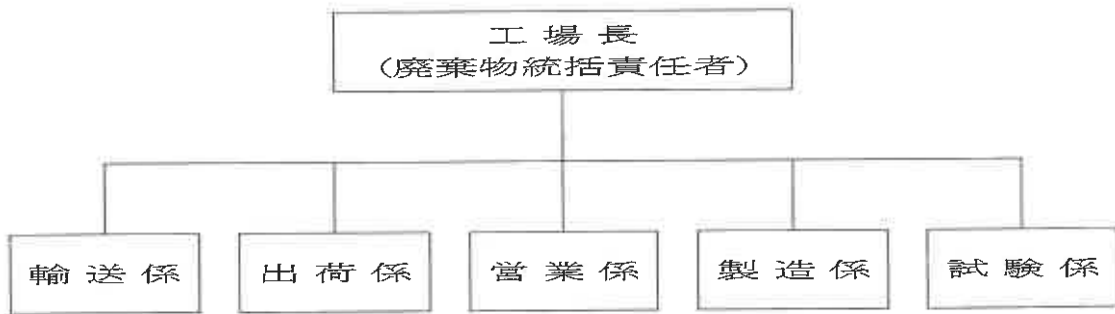 工場長
（廃棄物統括責任者）
輸送係
出荷係
営業係
製造係
試験係